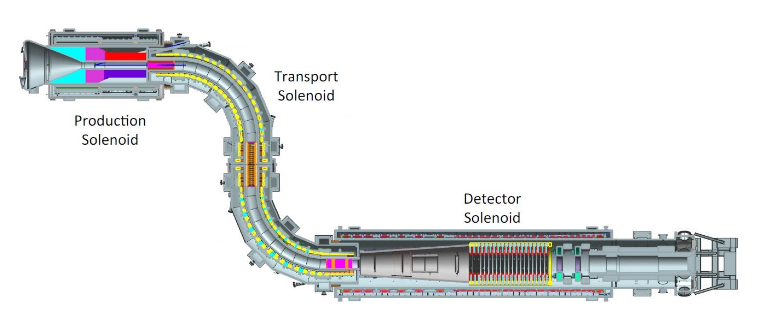 Transport
Solenoid
Production
Solenoid
Detector
Solenoid